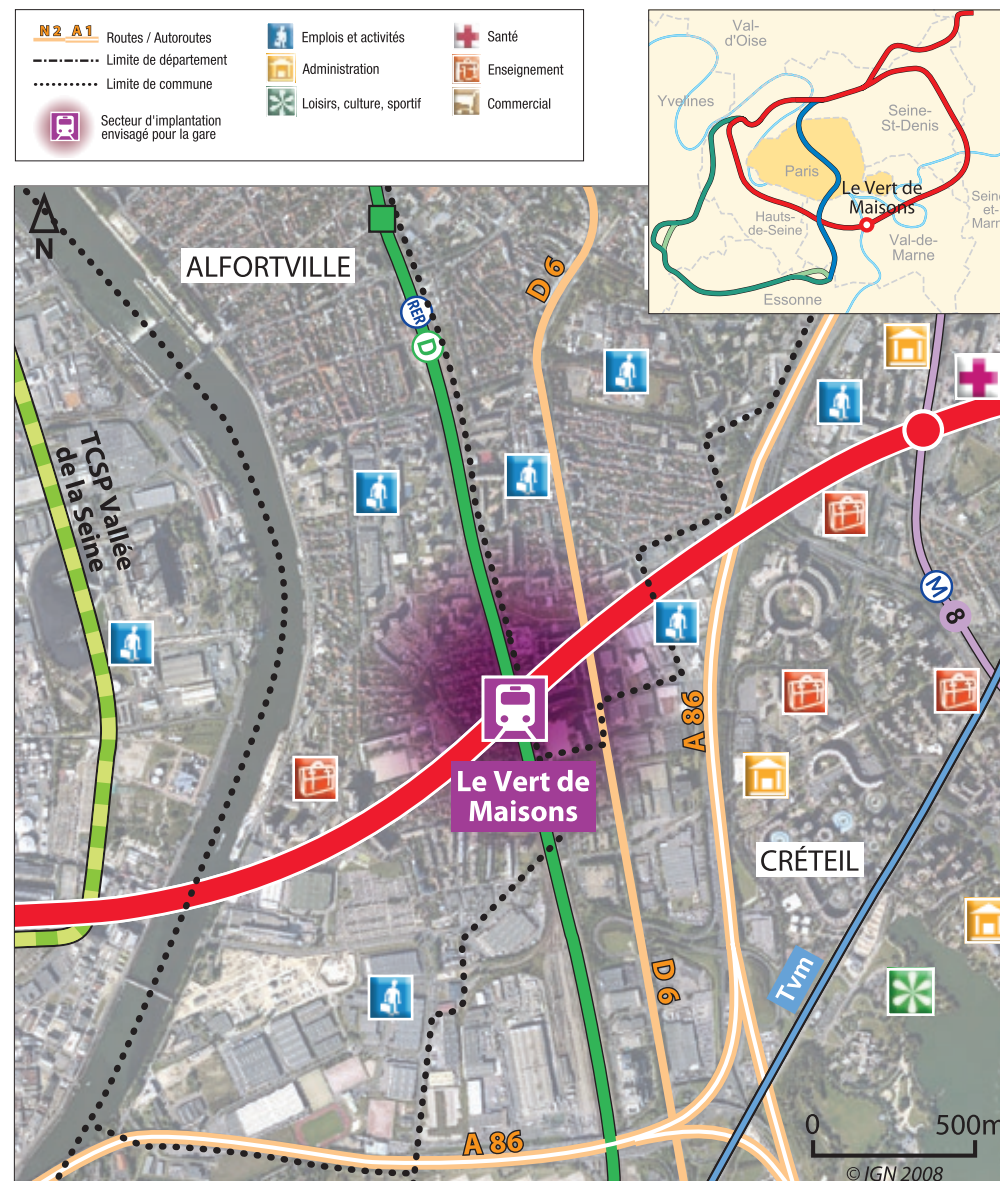 N2 A1 Routes / Autoroutes
Limite de département
Limite de commune
Secteur d'implantation
envisagé pour la gare
Emplois et activités
Administration
Loisirs, culture, sportif
Santé
Enseignement
Commercial
Val-
d'Oise
Yvelines
Seine-
St-Denis
Paris
Le Vert de
Maisons
Hauts-
de-Seine
Val-de-
Marne
Seine
et-
Marn
Essonne
N
ALFORTVILLE
D 6
RER
D
TCSP Vallée
de la Seine
M
8
A 86
Le Vert de
Maisons
CRÉTEIL
Tvm
D 6
A 86
0 500m
© IGN 2008